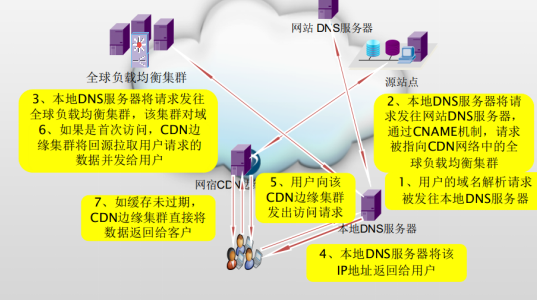 网站 DNS服务器
全球负载均衡集群
源站点
3、本地DNS服务器将请求发往
全球负载均衡集群，该集群对域
6、如果是首次访问，CDN边
缘集群将回源拉取用户请求的
数据并发给用户
2、本地DNS服务器将请
求发往网站DNS服务器，
通过CNAME机制，请求
被指向CDN网络中的全
球负载均衡集群
网宿CDN
5、用户向该
CDN边缘集群
发出访问请求
1、用户的域名解析请求
被发往本地DNS服务器
7、如缓存未过期，
CDN边缘集群直接将
数据返回给客户
本地DNS服务器
4、本地DNS服务器将该
IP地址返回给用户